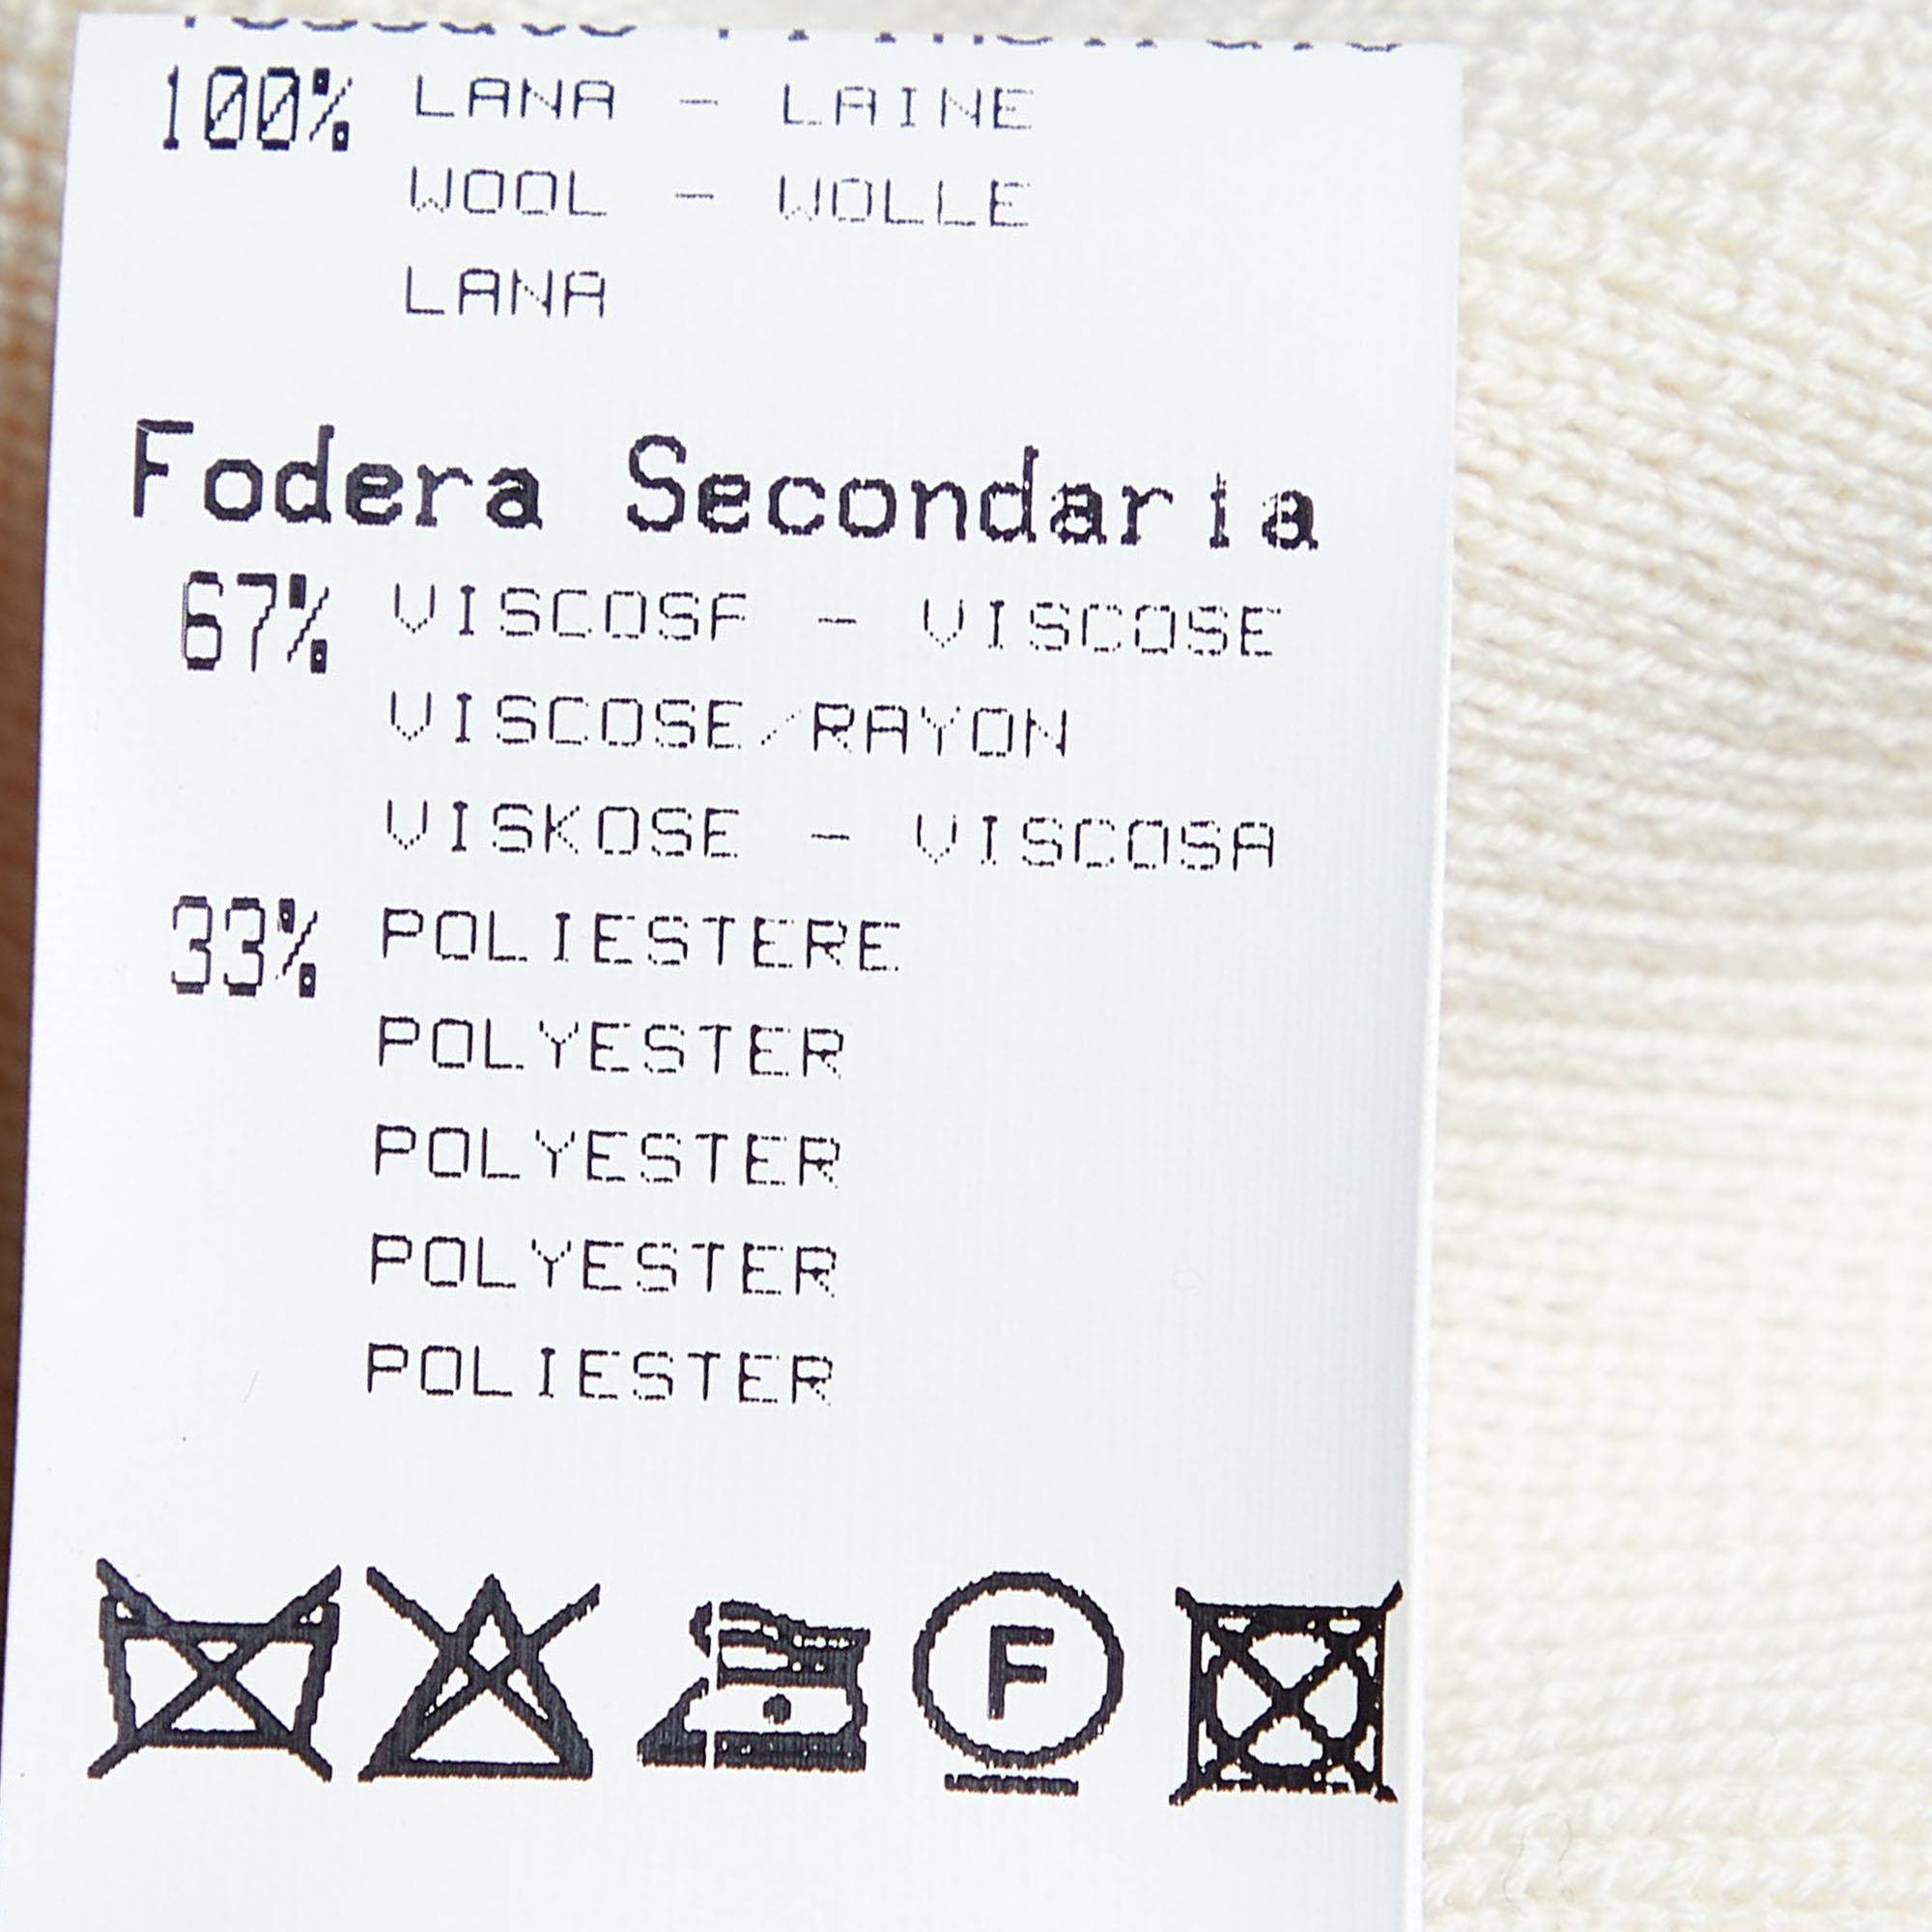 100% LANA - LAINE
WOOL - WOLLE
LANA
Fodera Secondaria
67% VISCOSA - VISCOSE
VISCOSE/RAYON
VISKOSE - VISCOSA
33% POLIESTERE
POLYESTER
POLYESTER
POLYESTER
POLIESTER
F